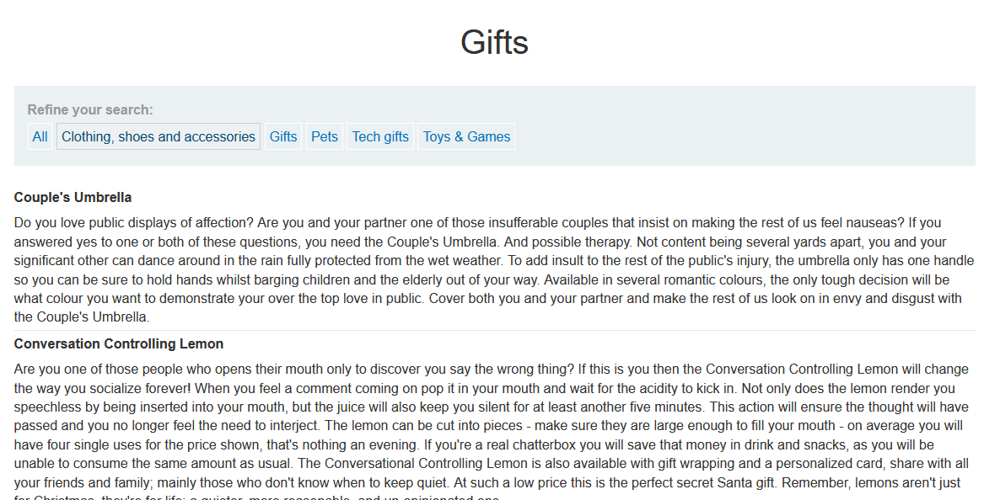 Gifts
Refine your search:
All Clothing, shoes and accessories Gifts Pets Tech gifts Toys & Games
Couple's Umbrella
Do you love public displays of affection? Are you and your partner one of those insufferable couples that insist on making the rest of us feel nauseas? If you
answered yes to one or both of these questions, you need the Couple's Umbrella. And possible therapy. Not content being several yards apart, you and your
significant other can dance around in the rain fully protected from the wet weather. To add insult to the rest of the public's injury, the umbrella only has one handle
so you can be sure to hold hands whilst barging children and the elderly out of your way. Available in several romantic colours, the only tough decision will be
what colour you want to demonstrate your over the top love in public. Cover both you and your partner and make the rest of us look on in envy and disgust with
the Couple's Umbrella.
Conversation Controlling Lemon
Are you one of those people who opens their mouth only to discover you say the wrong thing? If this is you then the Conversation Controlling Lemon will change
the way you socialize forever! When you feel a comment coming on pop it in your mouth and wait for the acidity to kick in. Not only does the lemon render you
speechless by being inserted into your mouth, but the juice will also keep you silent for at least another five minutes. This action will ensure the thought will have
passed and you no longer feel the need to interject. The lemon can be cut into pieces - make sure they are large enough to fill your mouth - on average you will
have four single uses for the price shown, that's nothing an evening. If you're a real chatterbox you will save that money in drink and snacks, as you will be
unable to consume the same amount as usual. The Conversational Controlling Lemon is also available with gift wrapping and a personalized card, share with all
your friends and family; mainly those who don't know when to keep quiet. At such a low price this is the perfect secret Santa gift. Remember, lemons aren't just
for Christmas, they're for life; a quieter, more reasonable, and un-opinionated one.